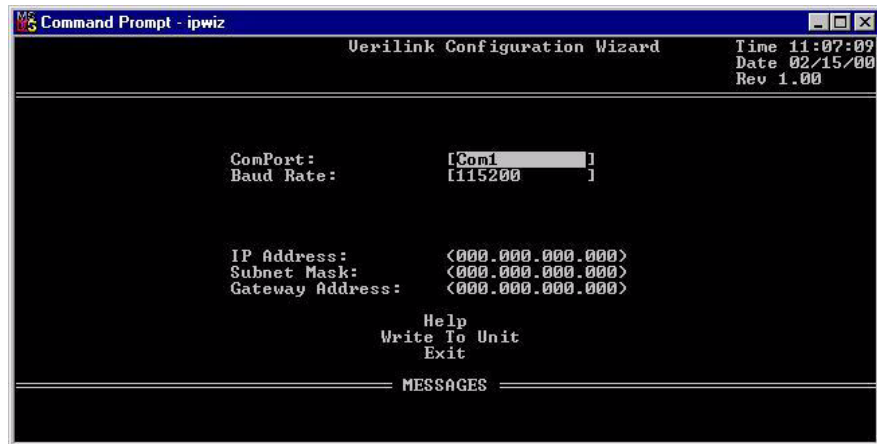 Command Prompt - ipwiz
Verilink Configuration Wizard
Time 11:07:09
Date 02/15/00
Rev 1.00
ComPort: [Com1 ]
Baud Rate: [115200 ]
IP Address: (000.000.000.000)
Subnet Mask: (000.000.000.000)
Gateway Address: (000.000.000.000)
Help
Write To Unit
Exit
MESSAGES